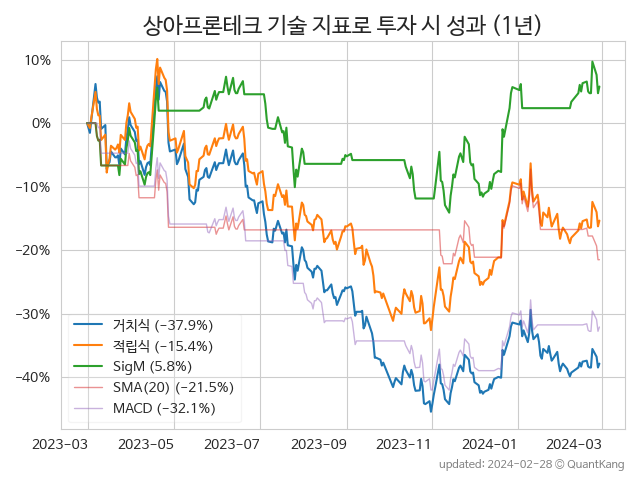 상아프론테크 기술 지표로 투자 시 성과 (1년)
10%
0%
−10%
−20%
−30%
−40%
거치식 (−37.9%)
적립식 (−15.4%)
SigM (5.8%)
SMA(20) (−21.5%)
MACD (−32.1%)
2023-03 2023-05 2023-07 2023-09 2023-11 2024-01 2024-03
updated: 2024-02-28 ⓒ QuantKang